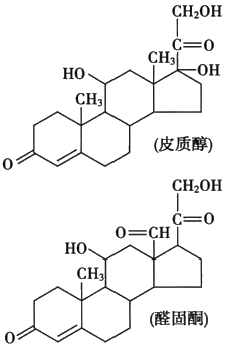 CH₂OH
CH₃ C=O
HO OH
CH₃
O
(皮质醇)
CH₂OH
O=CH C=O
HO
CH₃
O
(醛固酮)